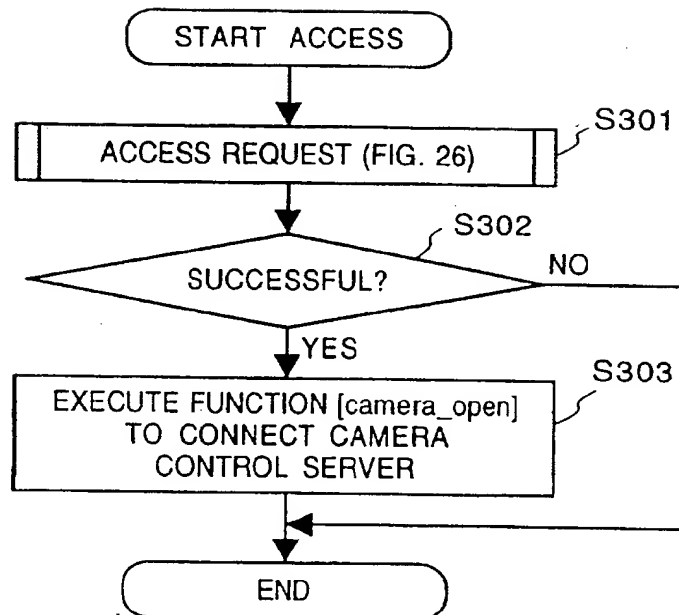 START ACCESS
S301
ACCESS REQUEST (FIG. 26)
S302
SUCCESSFUL?
NO
YES
S303
EXECUTE FUNCTION [camera_open]
TO CONNECT CAMERA
CONTROL SERVER
END